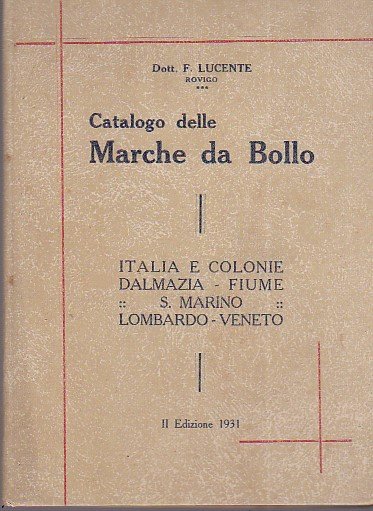 Dott. F. LUCENTE
ROVIGO
***
Catalogo delle
Marche da Bollo
ITALIA E COLONIE
DALMAZIA - FIUME
:: S. MARINO ::
LOMBARDO - VENETO
II Edizione 1931